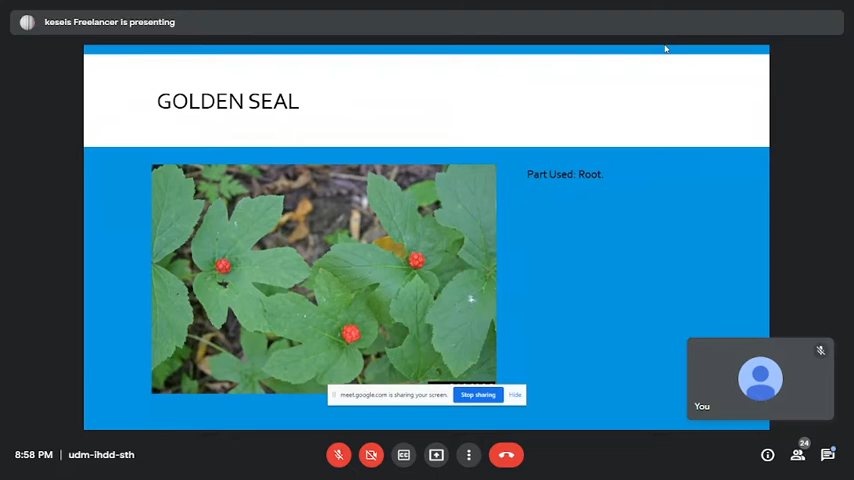 keseis Freelancer is presenting
GOLDEN SEAL
Part Used: Root.
meet.google.com is sharing your screen.
Stop sharing
Hide
You
8:58 PM | udm-ihdd-sth
24